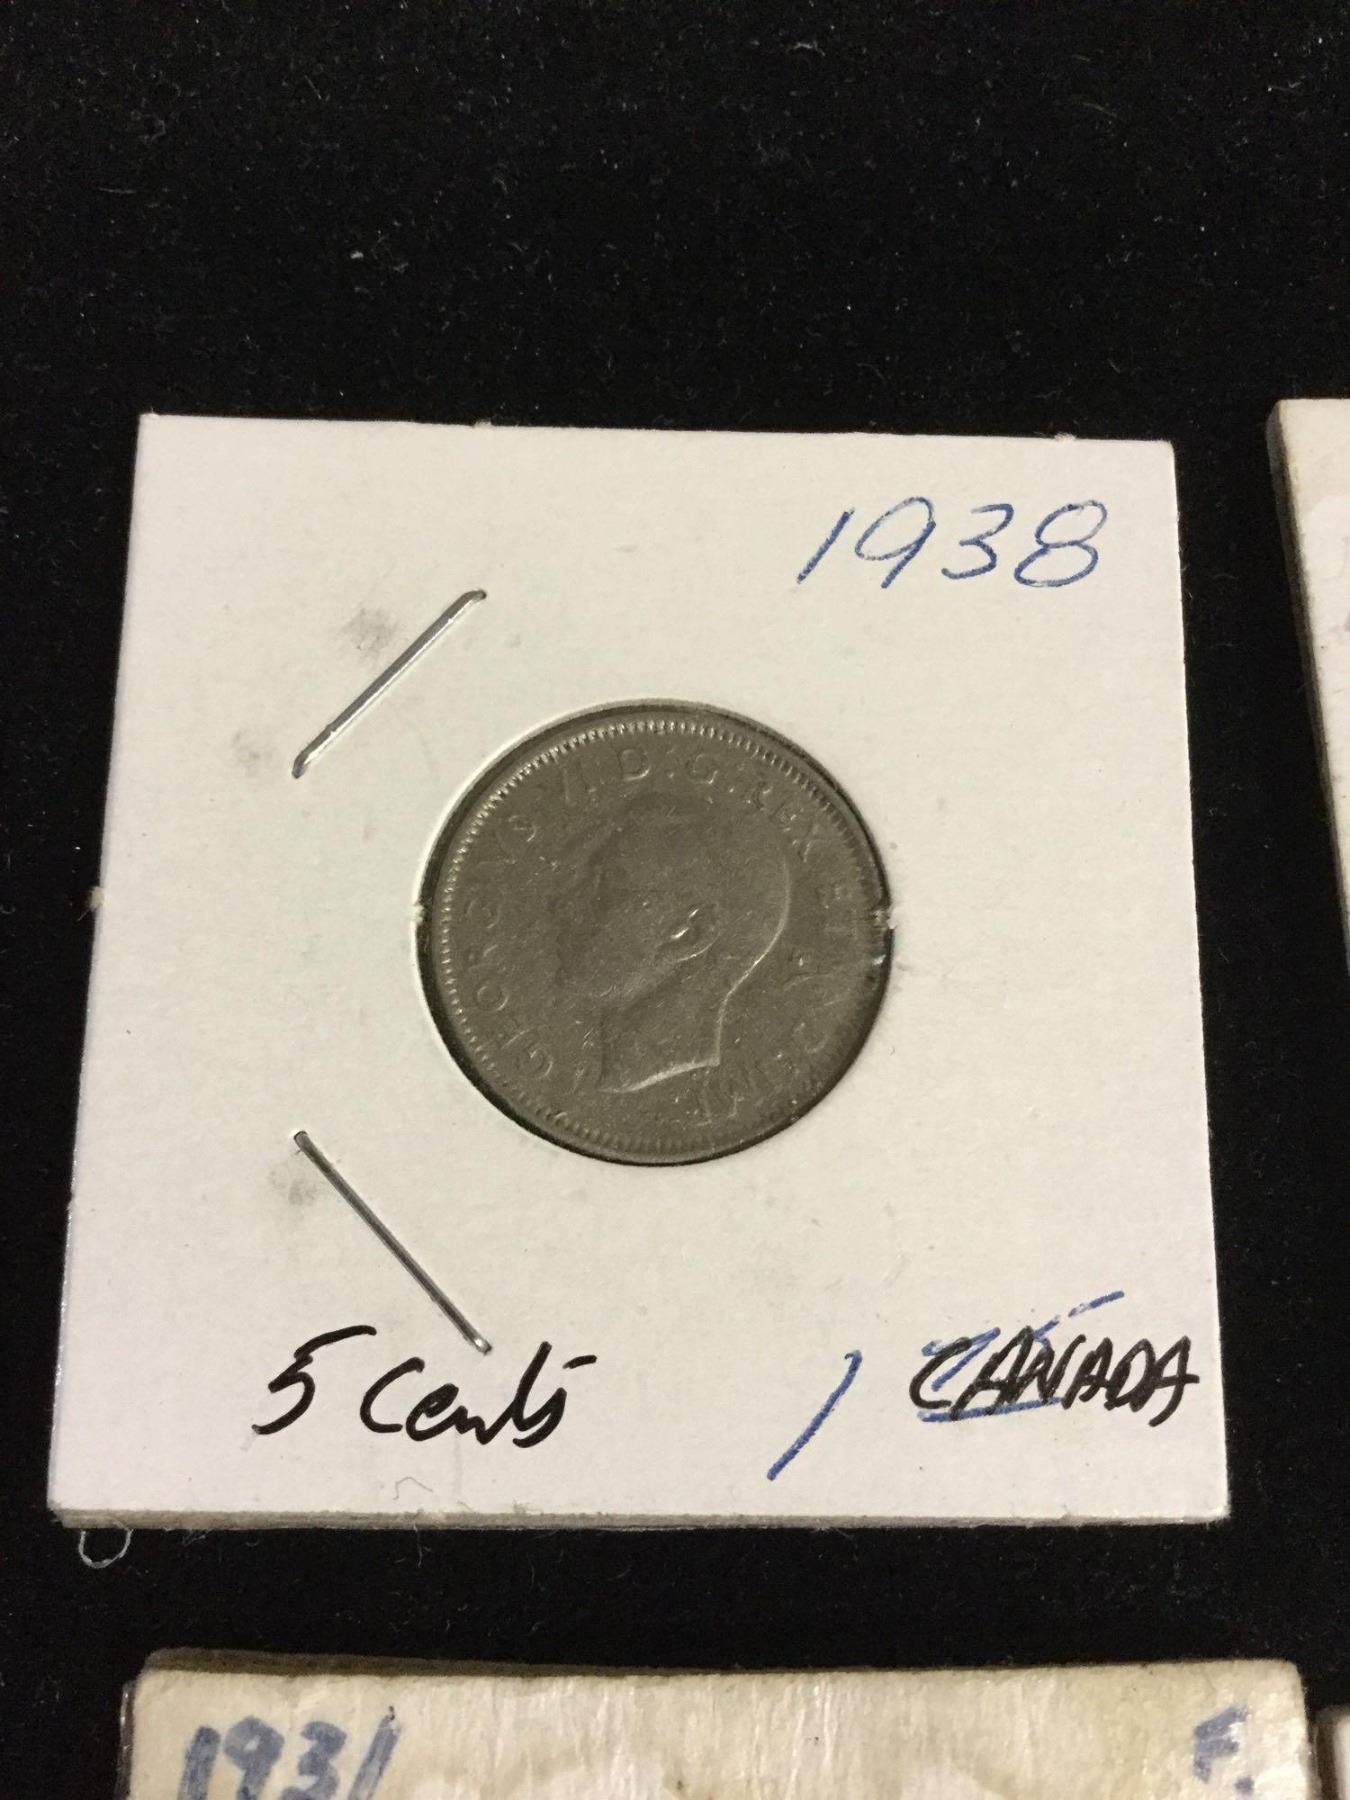 1938
GEORGIVS VI D: G: REX ET IND: IMP:
5 Cents
CANADA
1931
F.